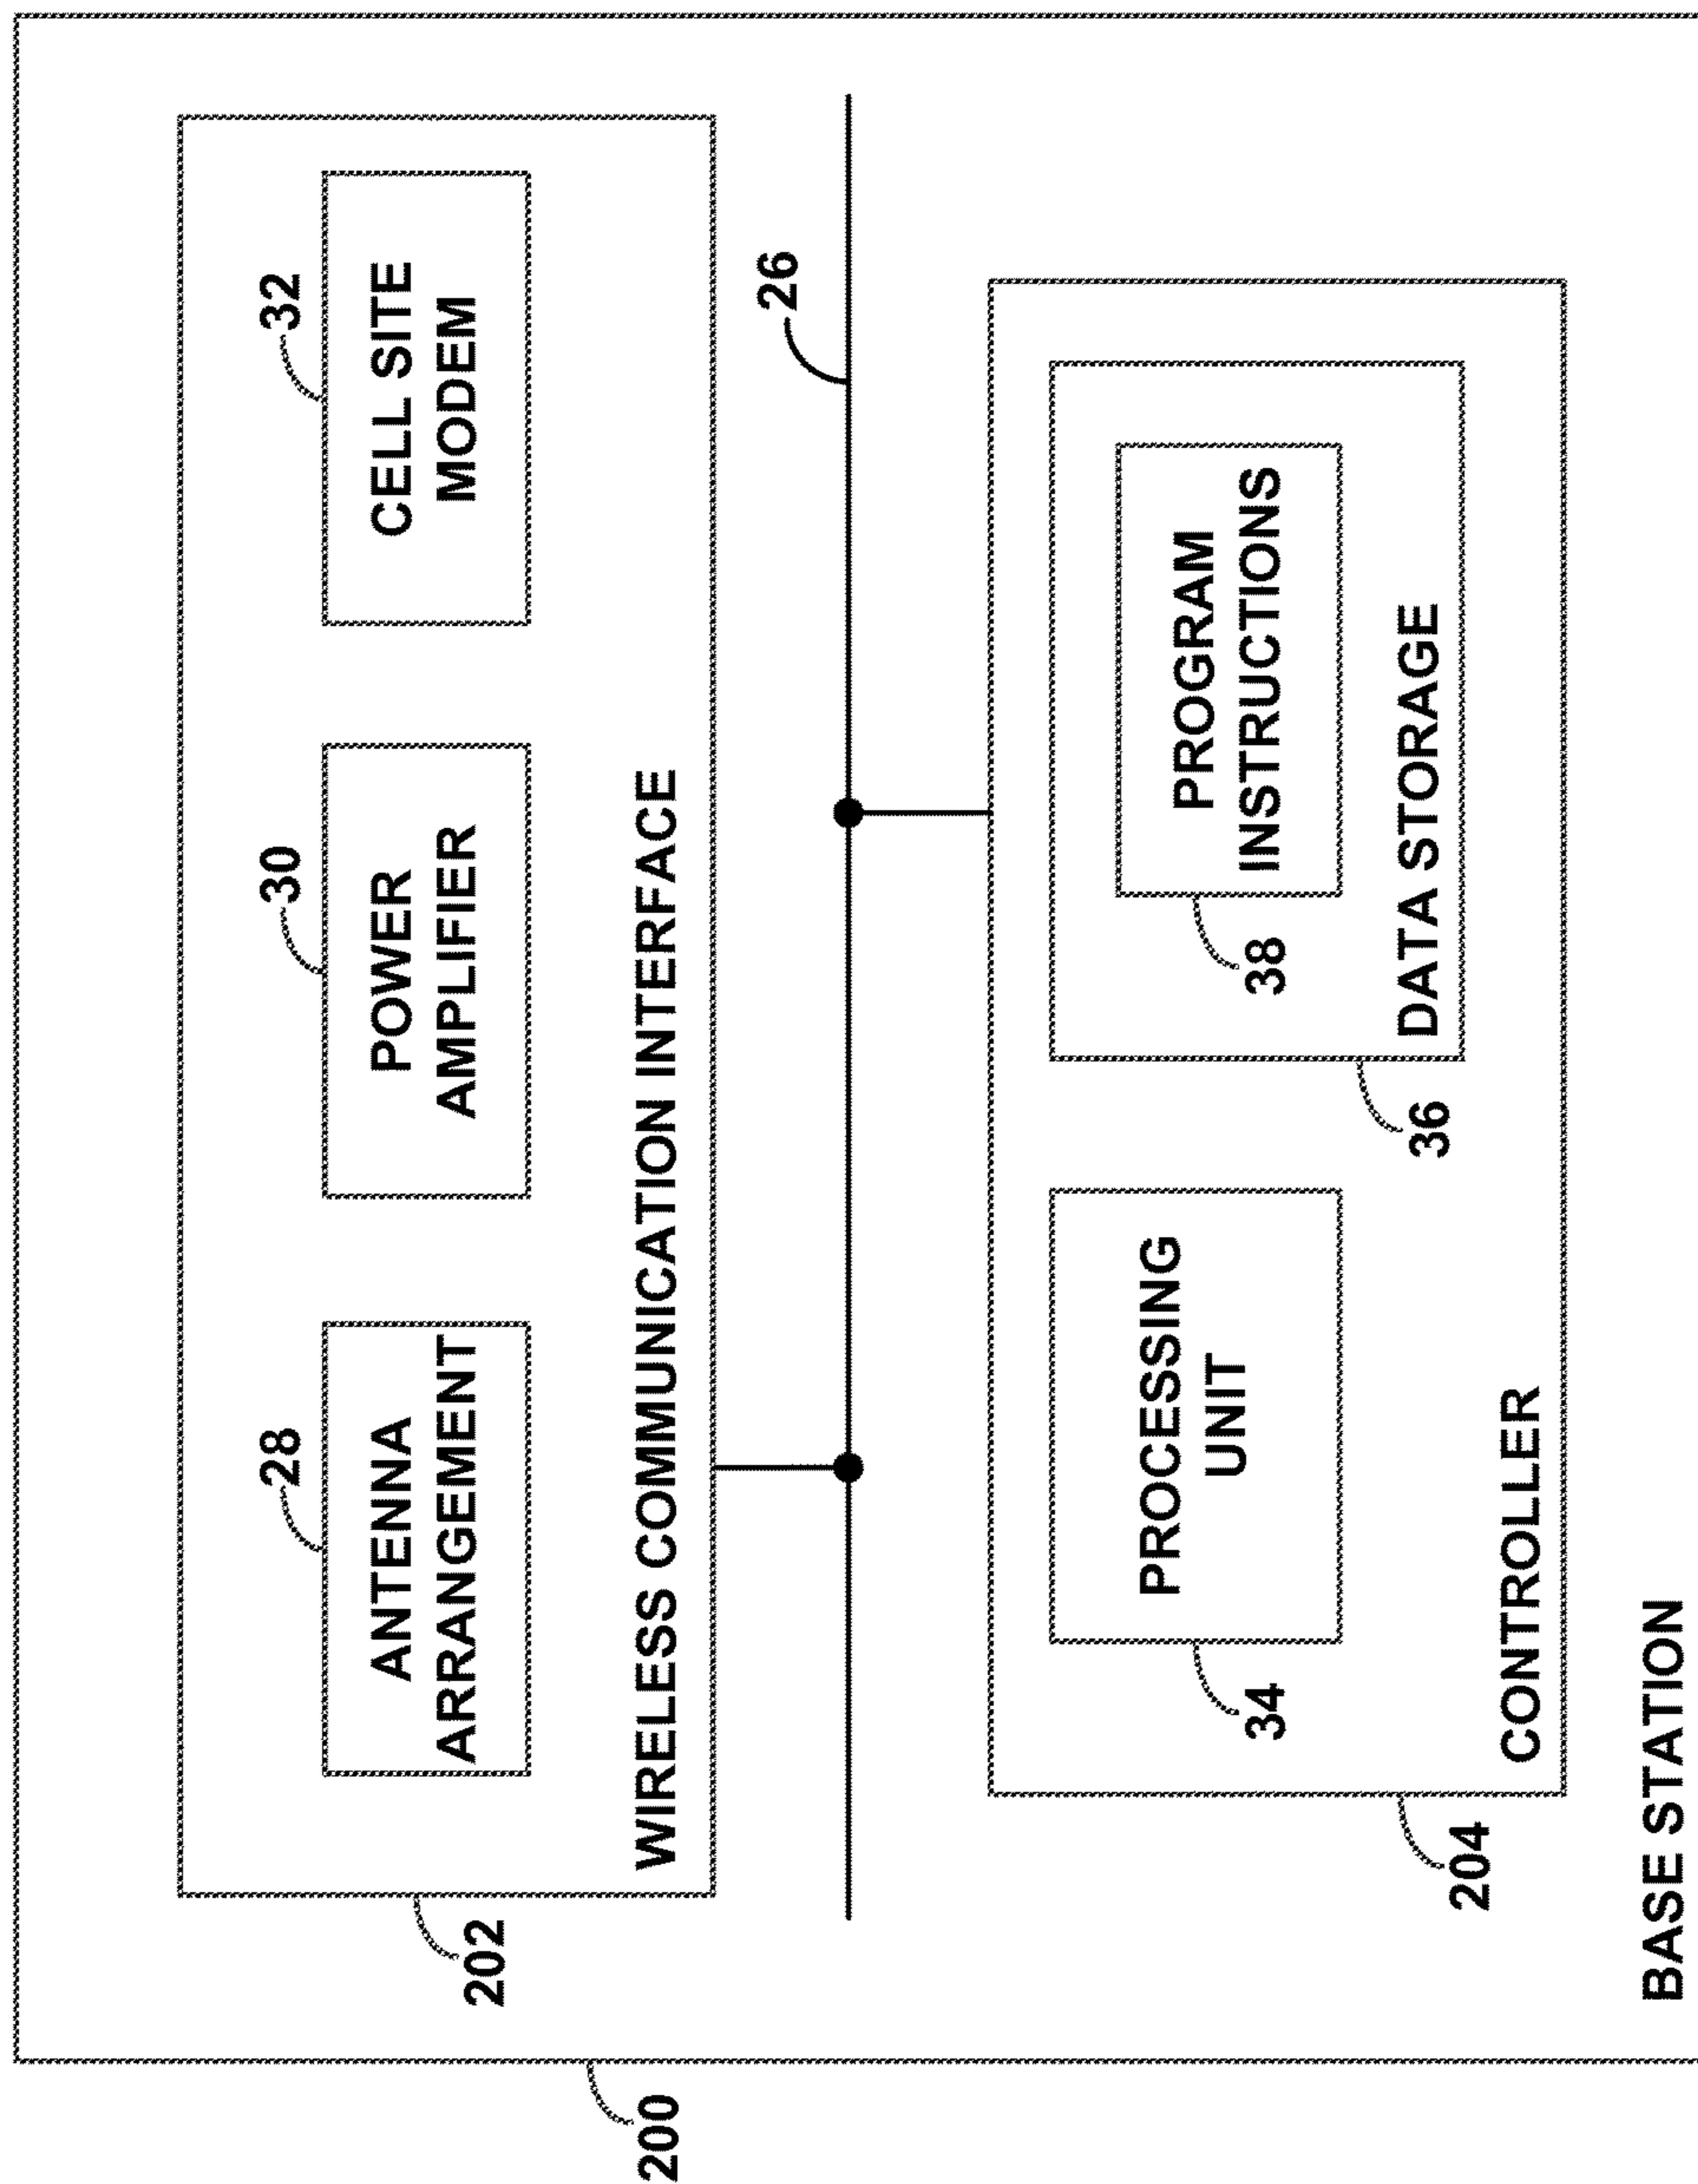 28
30
32
ANTENNA
ARRANGEMENT
POWER
AMPLIFIER
CELL SITE
MODEM
WIRELESS COMMUNICATION INTERFACE
202
26
200
34
PROCESSING
UNIT
38
PROGRAM
INSTRUCTIONS
DATA STORAGE
36
CONTROLLER
204
BASE STATION